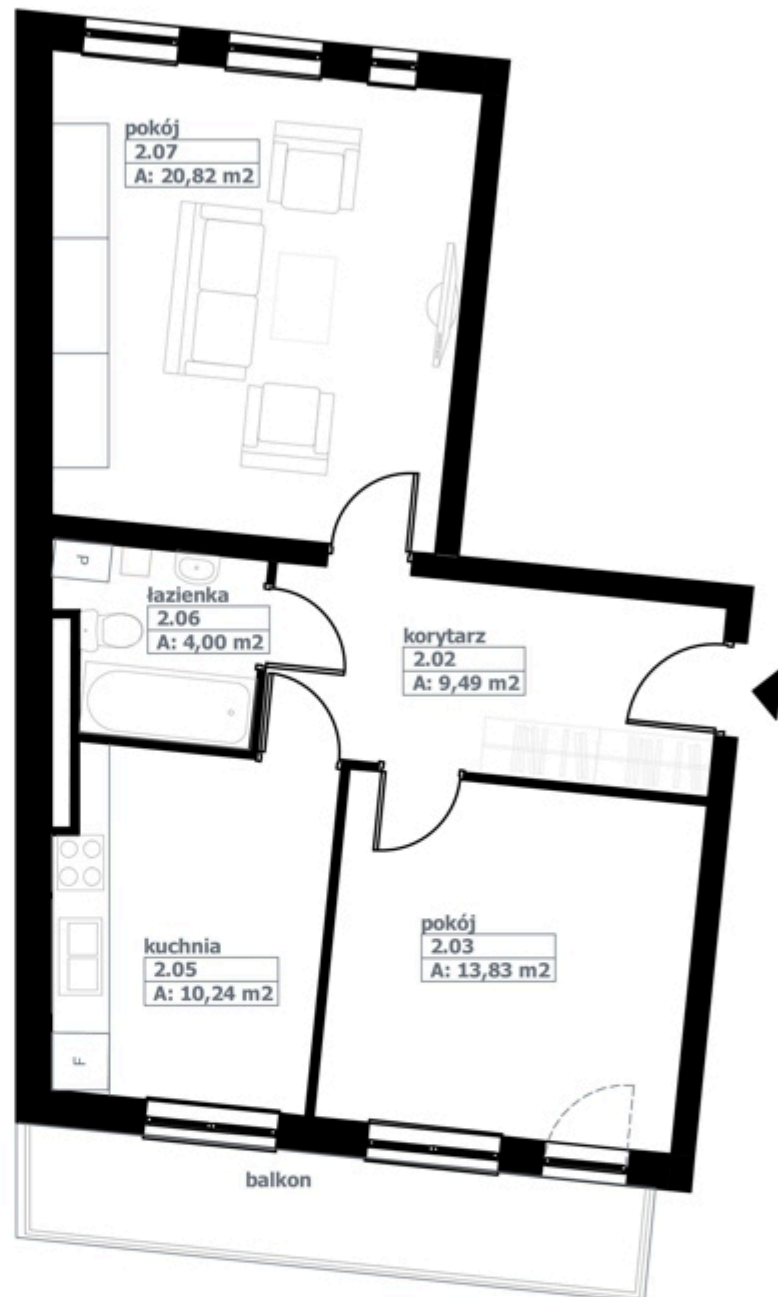 pokój
2.07
A: 20,82 m2
p
łazienka
2.06
A: 4,00 m2
korytarz
2.02
A: 9,49 m2
pokój
2.03
A: 13,83 m2
kuchnia
2.05
A: 10,24 m2
F
balkon